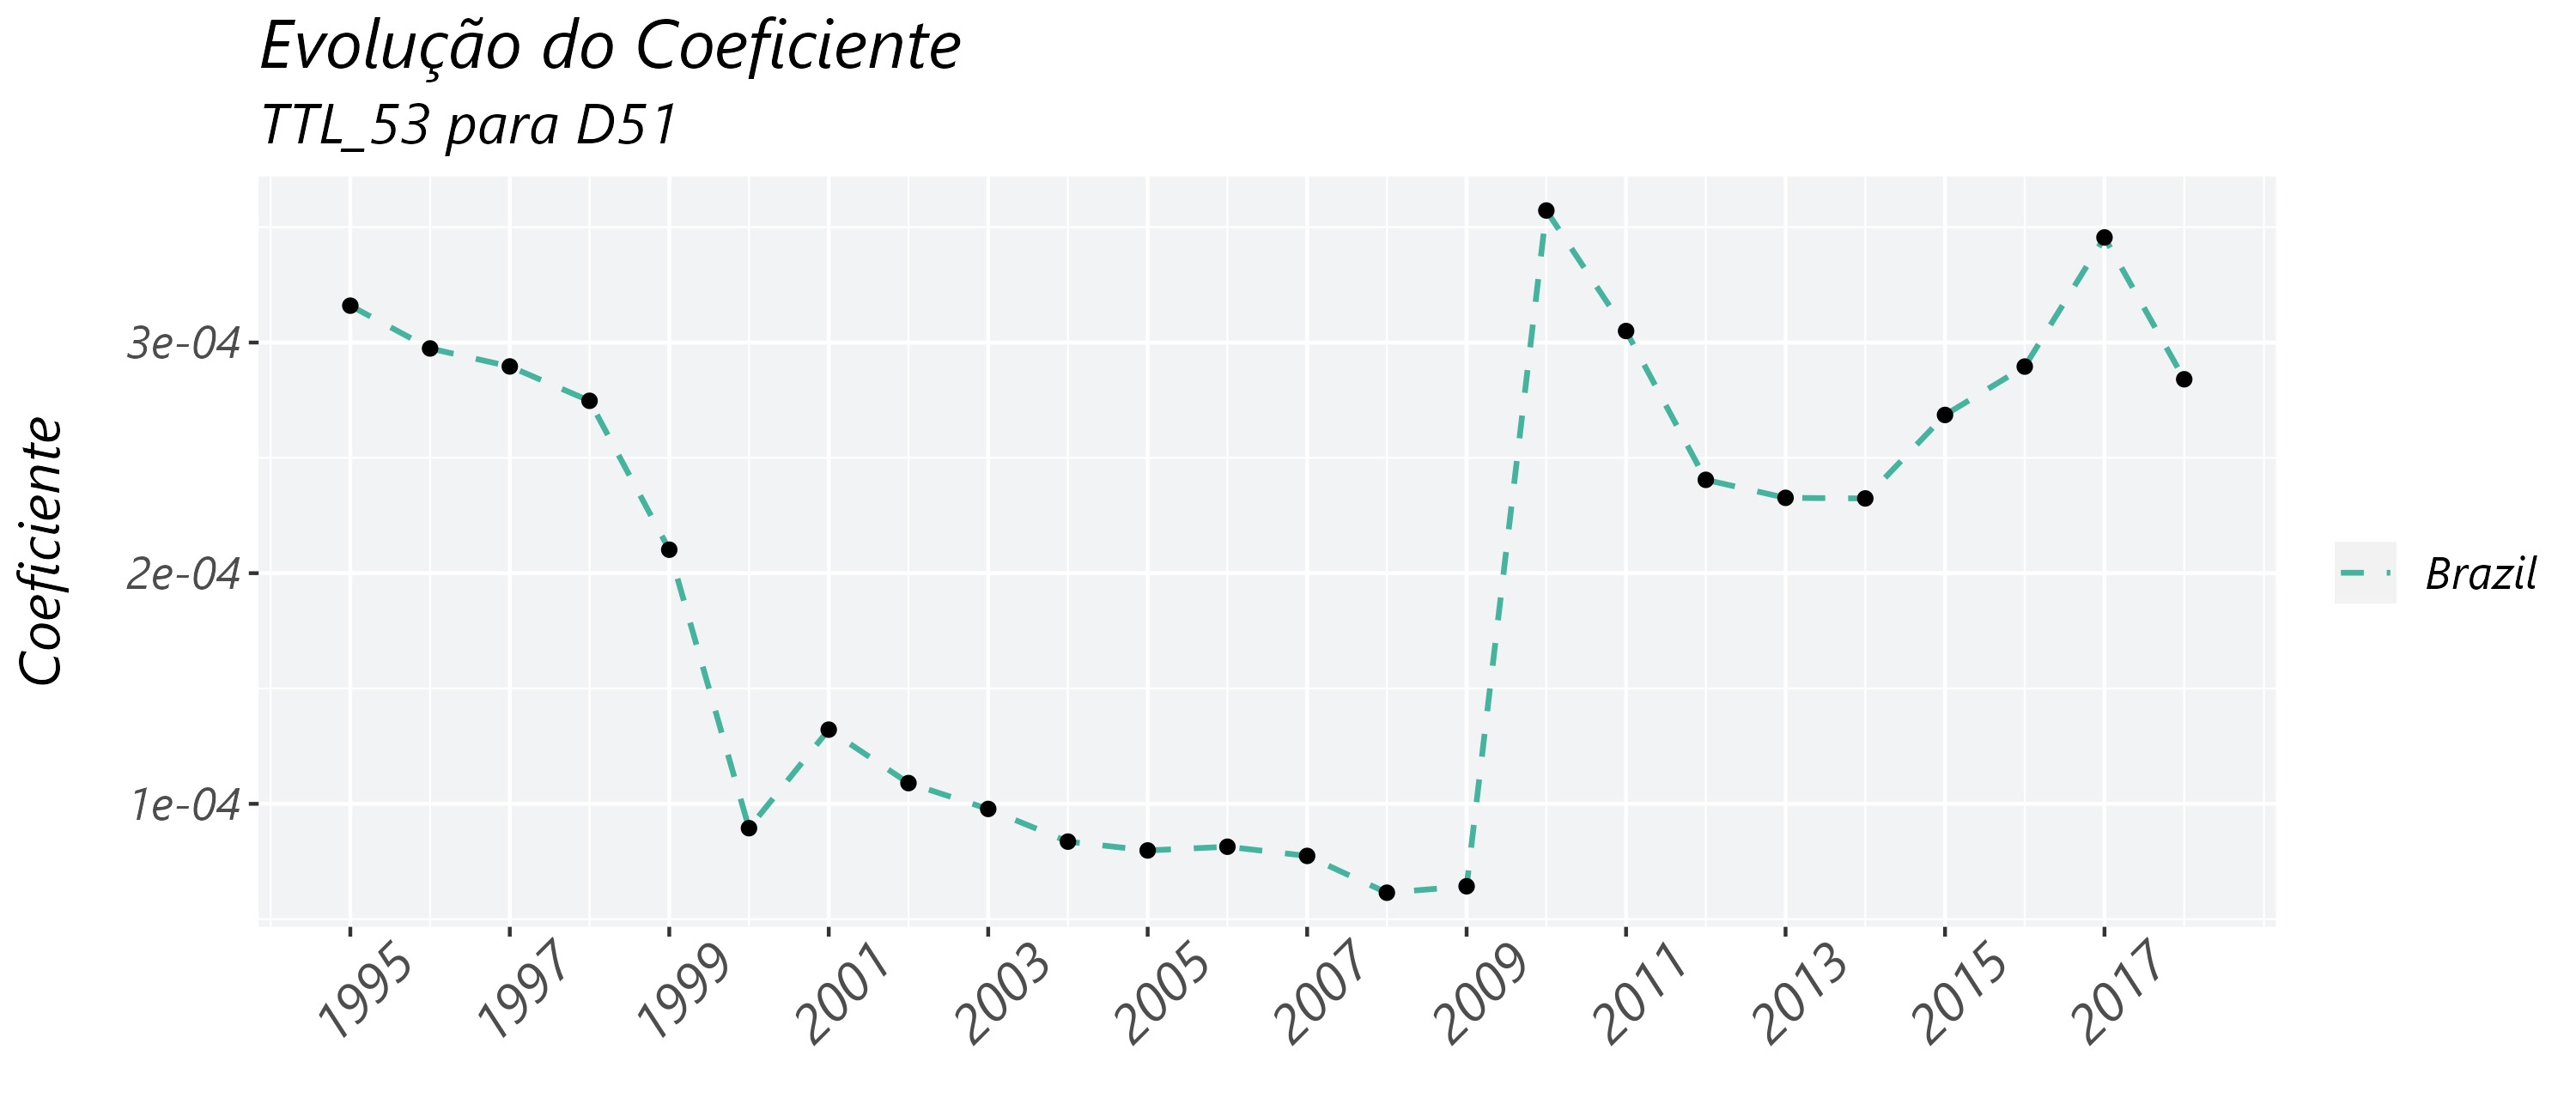 Evolução do Coeficiente
TTL_53 para D51
Coeficiente
3e-04
2e-04
1e-04
1995
1997
1999
2001
2003
2005
2007
2009
2011
2013
2015
2017
Brazil